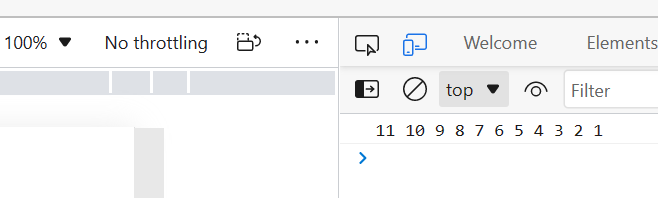 100% No throttling
Welcome Elements
top Filter
11 10 9 8 7 6 5 4 3 2 1